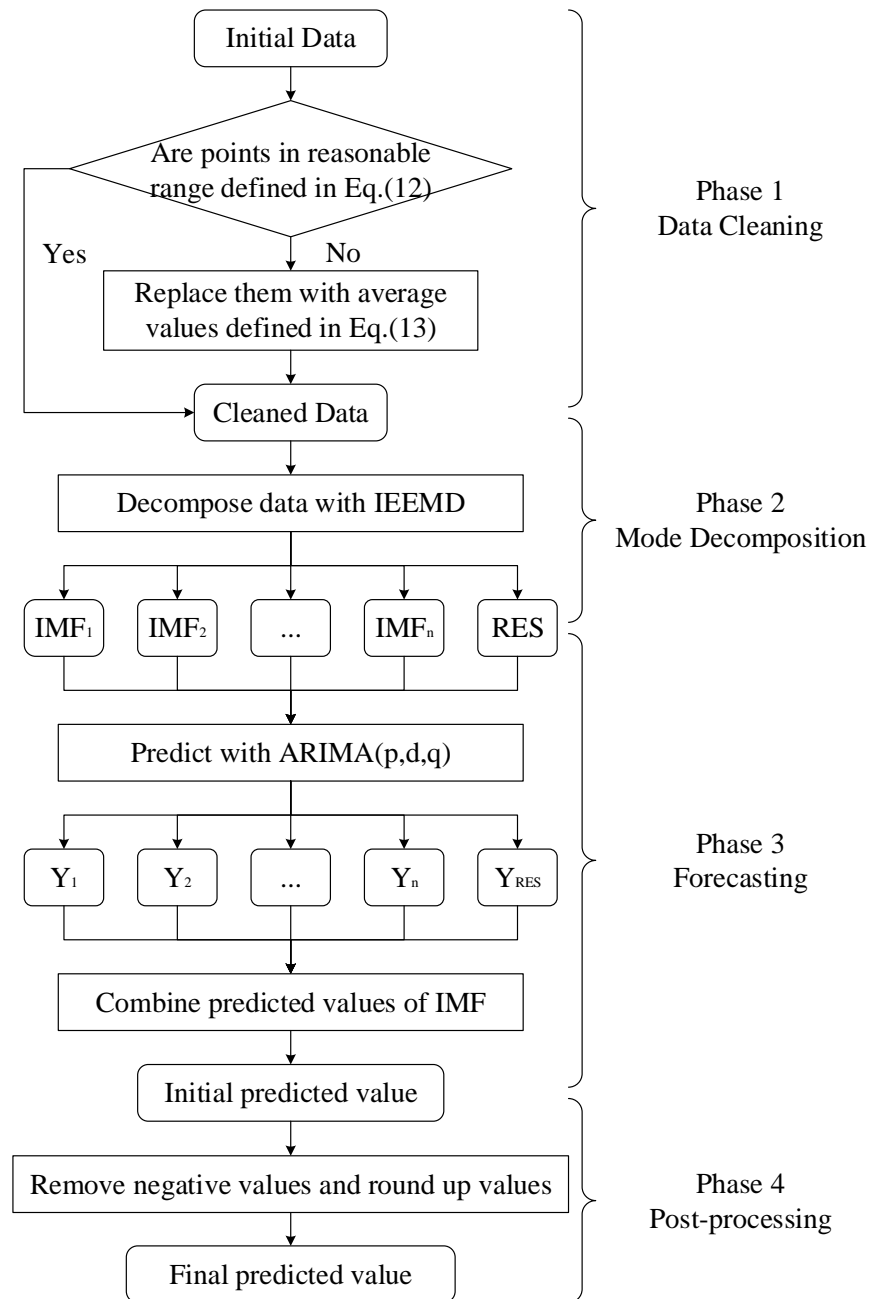 Initial Data
Are points in reasonable
range defined in Eq.(12)
Phase 1
Data Cleaning
Yes
No
Replace them with average
values defined in Eq.(13)
Cleaned Data
Decompose data with IEEMD
Phase 2
Mode Decomposition
IMF₁
IMF₂
...
IMFₙ
RES
Predict with ARIMA(p,d,q)
Phase 3
Forecasting
Y₁
Y₂
...
Yₙ
Y_RES
Combine predicted values of IMF
Initial predicted value
Remove negative values and round up values
Phase 4
Post-processing
Final predicted value